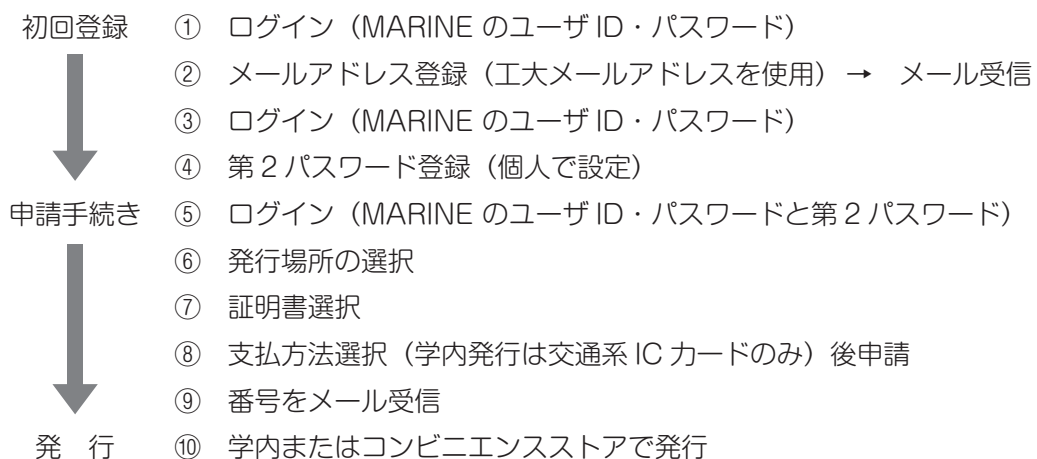 初回登録 ① ログイン（MARINE のユーザ ID・パスワード）
② メールアドレス登録（工大メールアドレスを使用）→ メール受信
③ ログイン（MARINE のユーザ ID・パスワード）
④ 第 2 パスワード登録（個人で設定）
申請手続き ⑤ ログイン（MARINE のユーザ ID・パスワードと第 2 パスワード）
⑥ 発行場所の選択
⑦ 証明書選択
⑧ 支払方法選択（学内発行は交通系 IC カードのみ）後申請
⑨ 番号をメール受信
発 行 ⑩ 学内またはコンビニエンスストアで発行